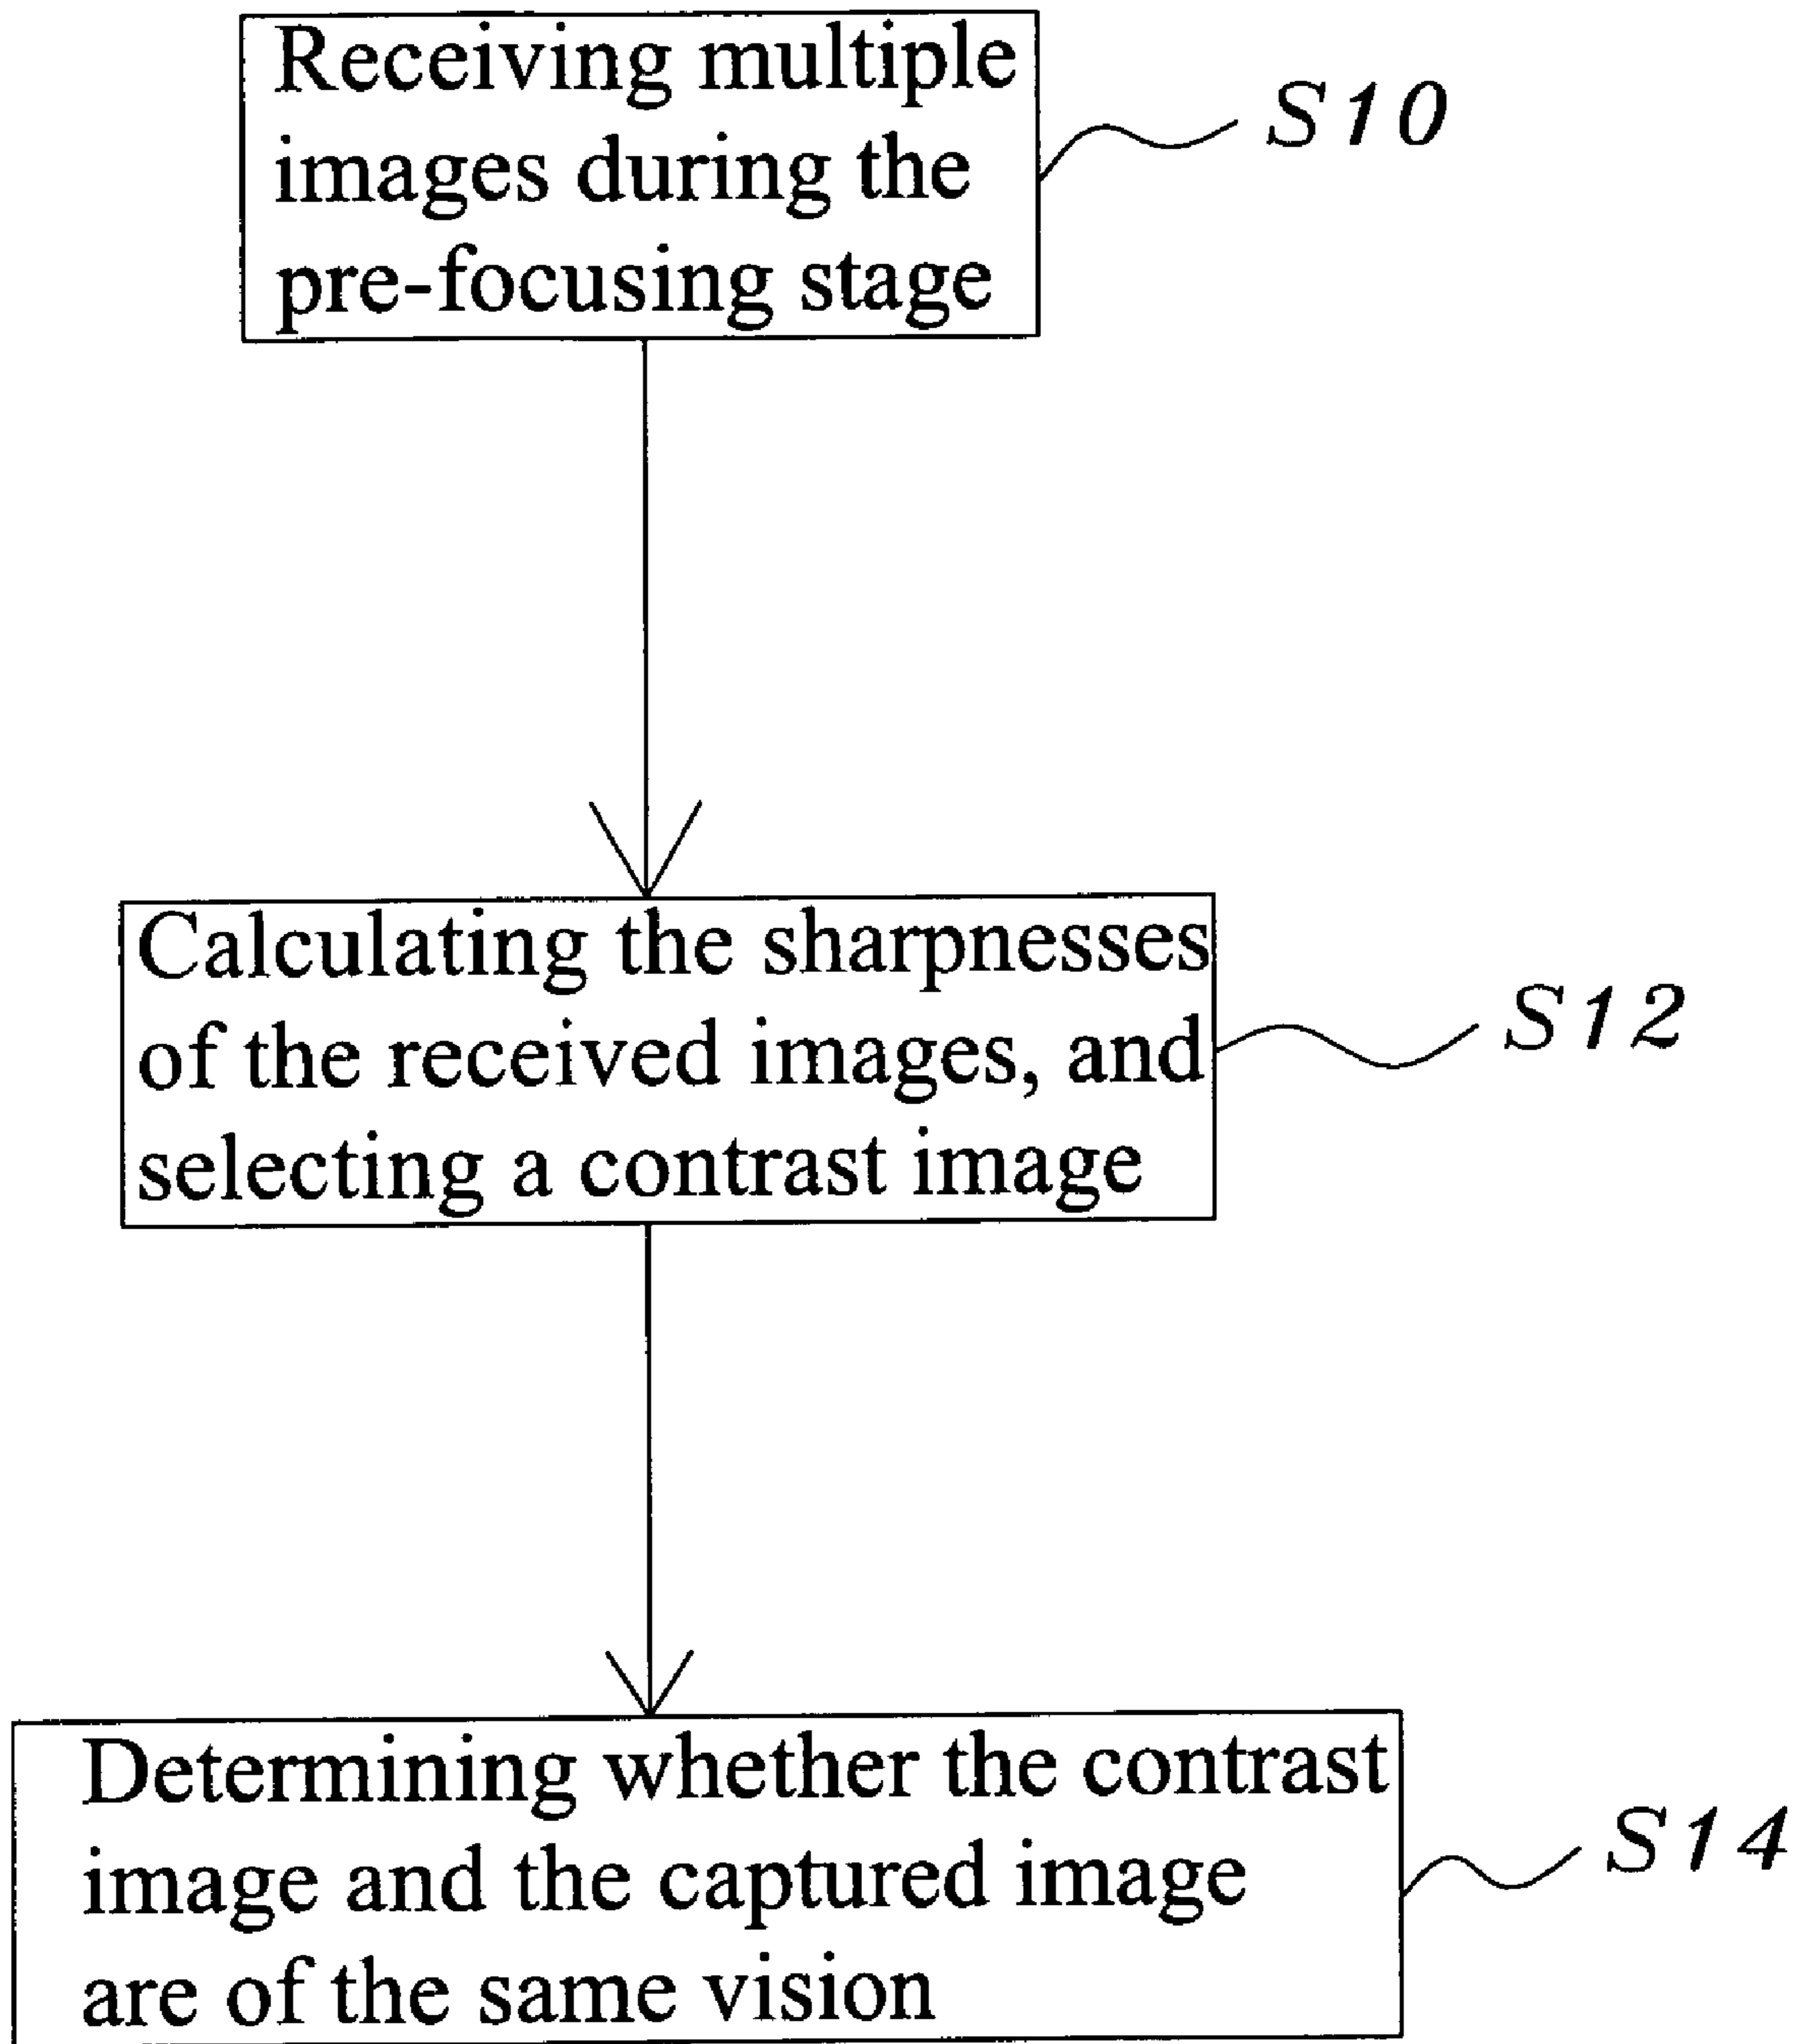 Receiving multiple
images during the
pre-focusing stage
S10
Calculating the sharpnesses
of the received images, and
selecting a contrast image
S12
Determining whether the contrast
image and the captured image
are of the same vision
S14